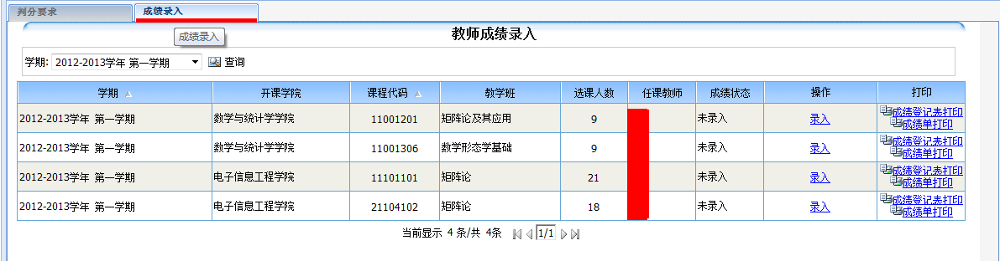 判分要求 成绩录入
成绩录入
教师成绩录入
学期: 2012-2013学年 第一学期 查询
学期 开课学院 课程代码 教学班 选课人数 任课教师 成绩状态 操作 打印
2012-2013学年 第一学期 数学与统计学学院 11001201 矩阵论及其应用 9 未录入 录入 成绩登记表打印
成绩单打印
2012-2013学年 第一学期 数学与统计学学院 11001306 数学形态学基础 9 未录入 录入 成绩登记表打印
成绩单打印
2012-2013学年 第一学期 电子信息工程学院 11101101 矩阵论 21 未录入 录入 成绩登记表打印
成绩单打印
2012-2013学年 第一学期 电子信息工程学院 21104102 矩阵论 18 未录入 录入 成绩登记表打印
成绩单打印
当前显示 4 条/共 4条 1/1